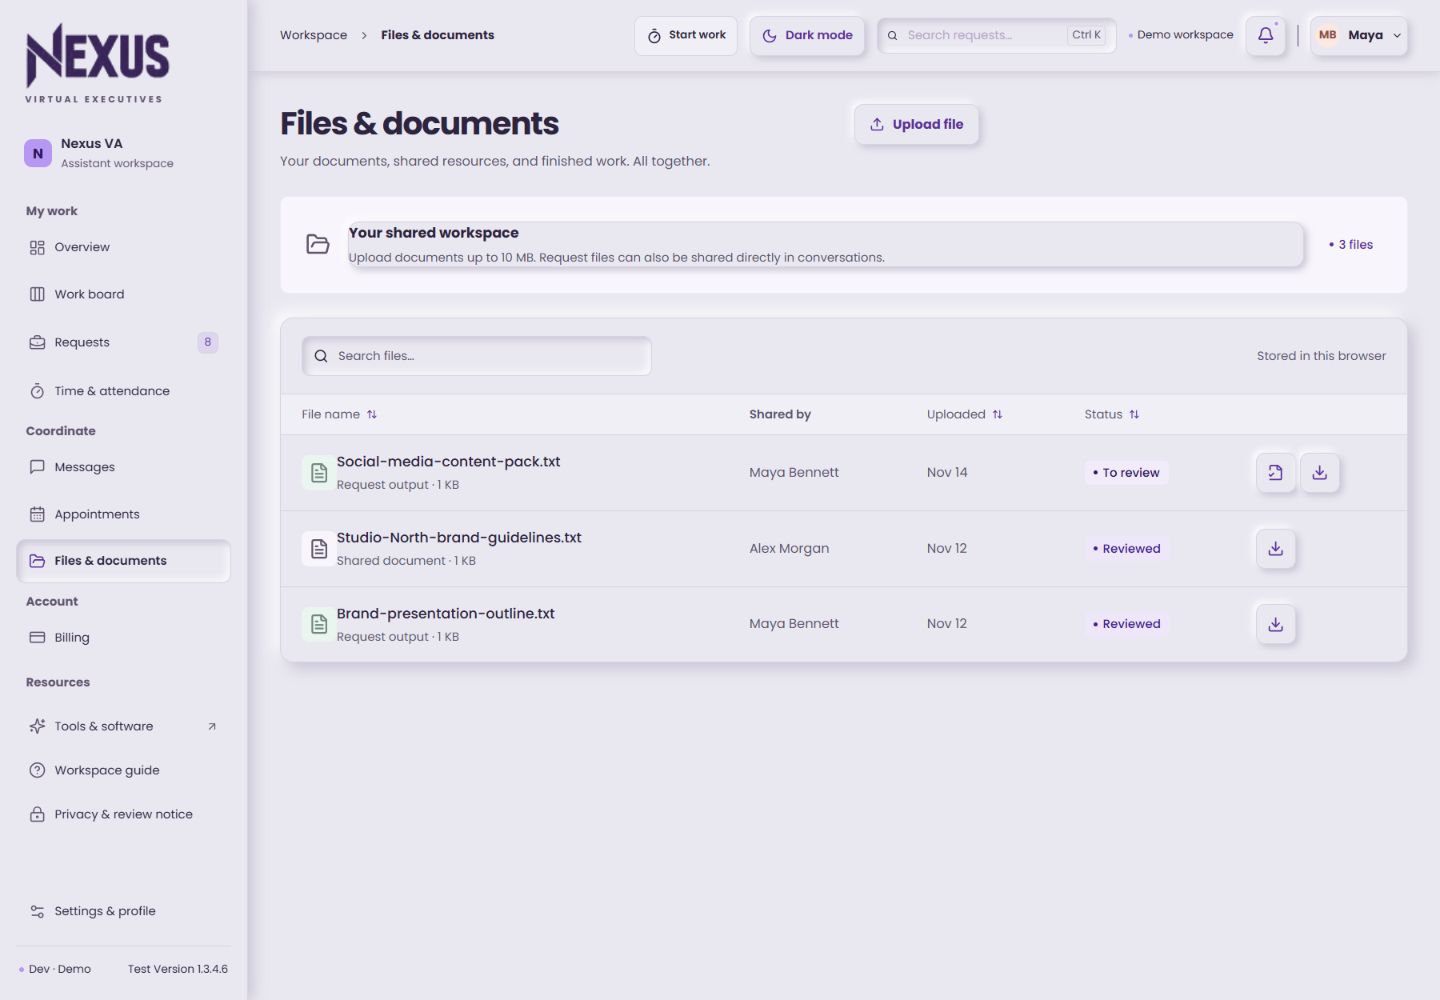 NEXUS
VIRTUAL EXECUTIVES
N
Nexus VA
Assistant workspace
My work
Overview
Work board
Requests
8
Time & attendance
Coordinate
Messages
Appointments
Files & documents
Account
Billing
Resources
Tools & software
Workspace guide
Privacy & review notice
Settings & profile
Dev · Demo
Test Version 1.3.4.6
Workspace > Files & documents
Start work
Dark mode
Search requests...
Ctrl K
Demo workspace
MB
Maya
Files & documents
Your documents, shared resources, and finished work. All together.
Upload file
Your shared workspace
Upload documents up to 10 MB. Request files can also be shared directly in conversations.
• 3 files
Search files...
Stored in this browser
File name
Shared by
Uploaded
Status
Social-media-content-pack.txt
Request output · 1 KB
Maya Bennett
Nov 14
• To review
Studio-North-brand-guidelines.txt
Shared document · 1 KB
Alex Morgan
Nov 12
• Reviewed
Brand-presentation-outline.txt
Request output · 1 KB
Maya Bennett
Nov 12
• Reviewed